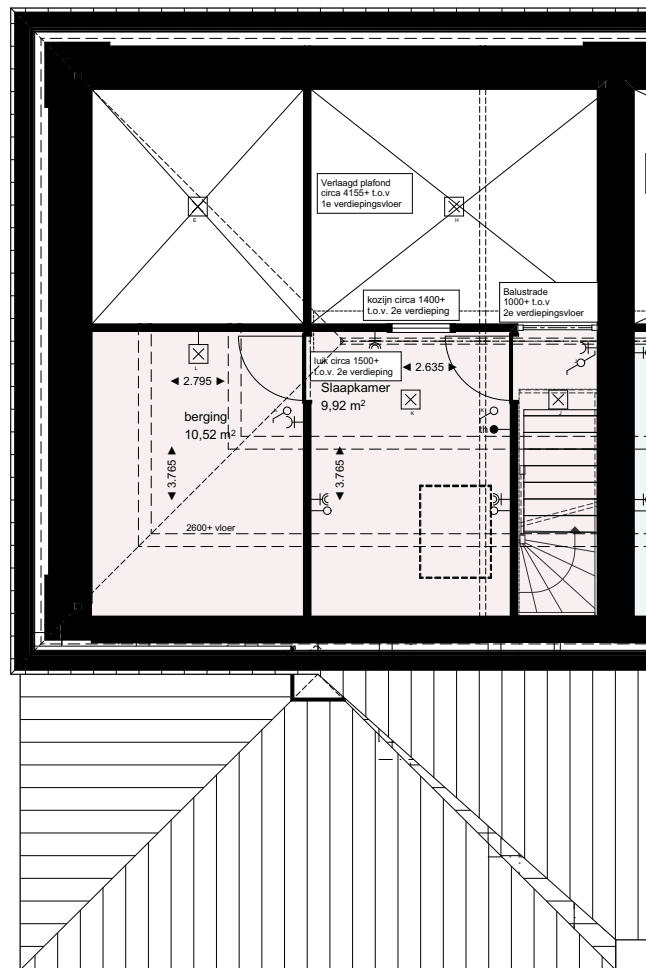 Verlaagd plafond
circa 4155+ t.o.v
1e verdiepingsvloer
E
H
kozijn circa 1400+
t.o.v. 2e verdieping
Balustrade
1000+ t.o.v
2e verdiepingsvloer
luik circa 1500+
t.o.v. 2e verdieping
L
2.795
2.635
Slaapkamer
9,92 m²
K
J
berging
10,52 m²
3.765
3.765
2600+ vloer